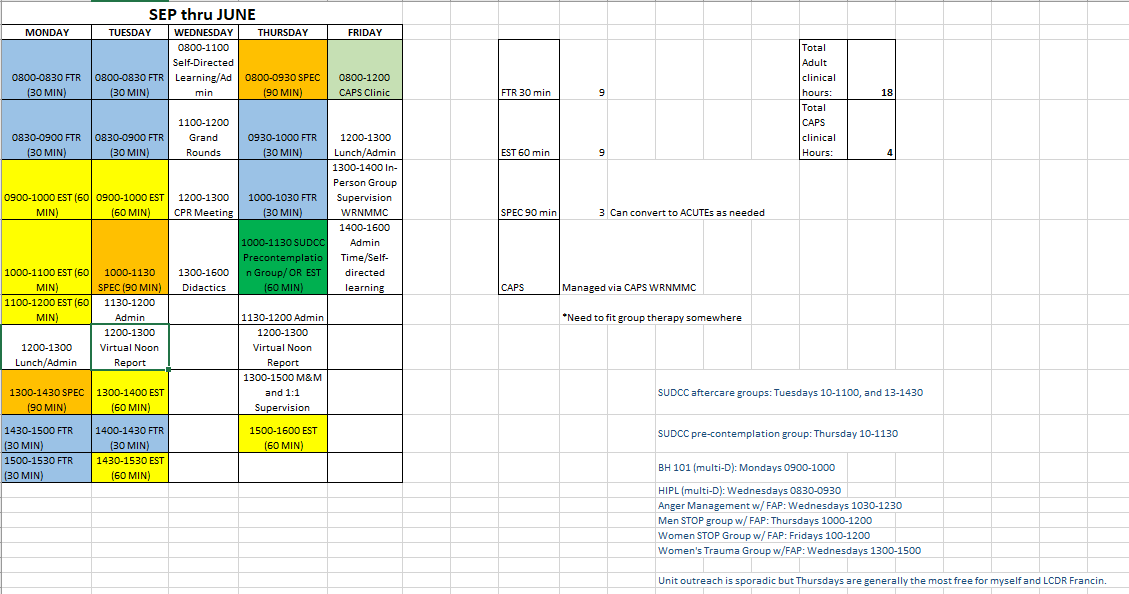 SEP thru JUNE
MONDAY TUESDAY WEDNESDAY THURSDAY FRIDAY
0800-0830 FTR
(30 MIN)
0800-0830 FTR
(30 MIN)
0800-1100
Self-Directed
Learning/Ad
min
0800-0930 SPEC
(90 MIN)
0800-1200
CAPS Clinic
FTR 30 min 9
Total
Adult
clinical
hours: 18
0830-0900 FTR
(30 MIN)
0830-0900 FTR
(30 MIN)
1100-1200
Grand
Rounds
0930-1000 FTR
(30 MIN)
1200-1300
Lunch/Admin
EST 60 min 9
Total
CAPS
clinical
Hours: 4
0900-1000 EST (60
MIN)
0900-1000 EST
(60 MIN)
1200-1300
CPR Meeting
1000-1030 FTR
(30 MIN)
1300-1400 In-
Person Group
Supervision
WRNMMC
SPEC 90 min 3 Can convert to ACUTEs as needed
1000-1100 EST (60
MIN)
1000-1130
SPEC (90 MIN)
1300-1600
Didactics
1000-1130 SUDCC
Precontemplatio
n Group/ OR EST
(60 MIN)
1400-1600
Admin
Time/Self-
directed
learning
CAPS Managed via CAPS WRNMMC
1100-1200 EST (60
MIN)
1130-1200
Admin
1130-1200 Admin
*Need to fit group therapy somewhere
1200-1300
Lunch/Admin
1200-1300
Virtual Noon
Report
1200-1300
Virtual Noon
Report
1300-1430 SPEC
(90 MIN)
1300-1400 EST
(60 MIN)
1300-1500 M&M
and 1:1
Supervision
SUDCC aftercare groups: Tuesdays 10-1100, and 13-1430
1430-1500 FTR
(30 MIN)
1400-1430 FTR
(30 MIN)
1500-1600 EST
(60 MIN)
SUDCC pre-contemplation group: Thursday 10-1130
1500-1530 FTR
(30 MIN)
1430-1530 EST
(60 MIN)
BH 101 (multi-D): Mondays 0900-1000
HIPL (multi-D): Wednesdays 0830-0930
Anger Management w/ FAP: Wednesdays 1030-1230
Men STOP group w/ FAP: Thursdays 1000-1200
Women STOP Group w/ FAP: Fridays 100-1200
Women's Trauma Group w/FAP: Wednesdays 1300-1500
Unit outreach is sporadic but Thursdays are generally the most free for myself and LCDR Francin.